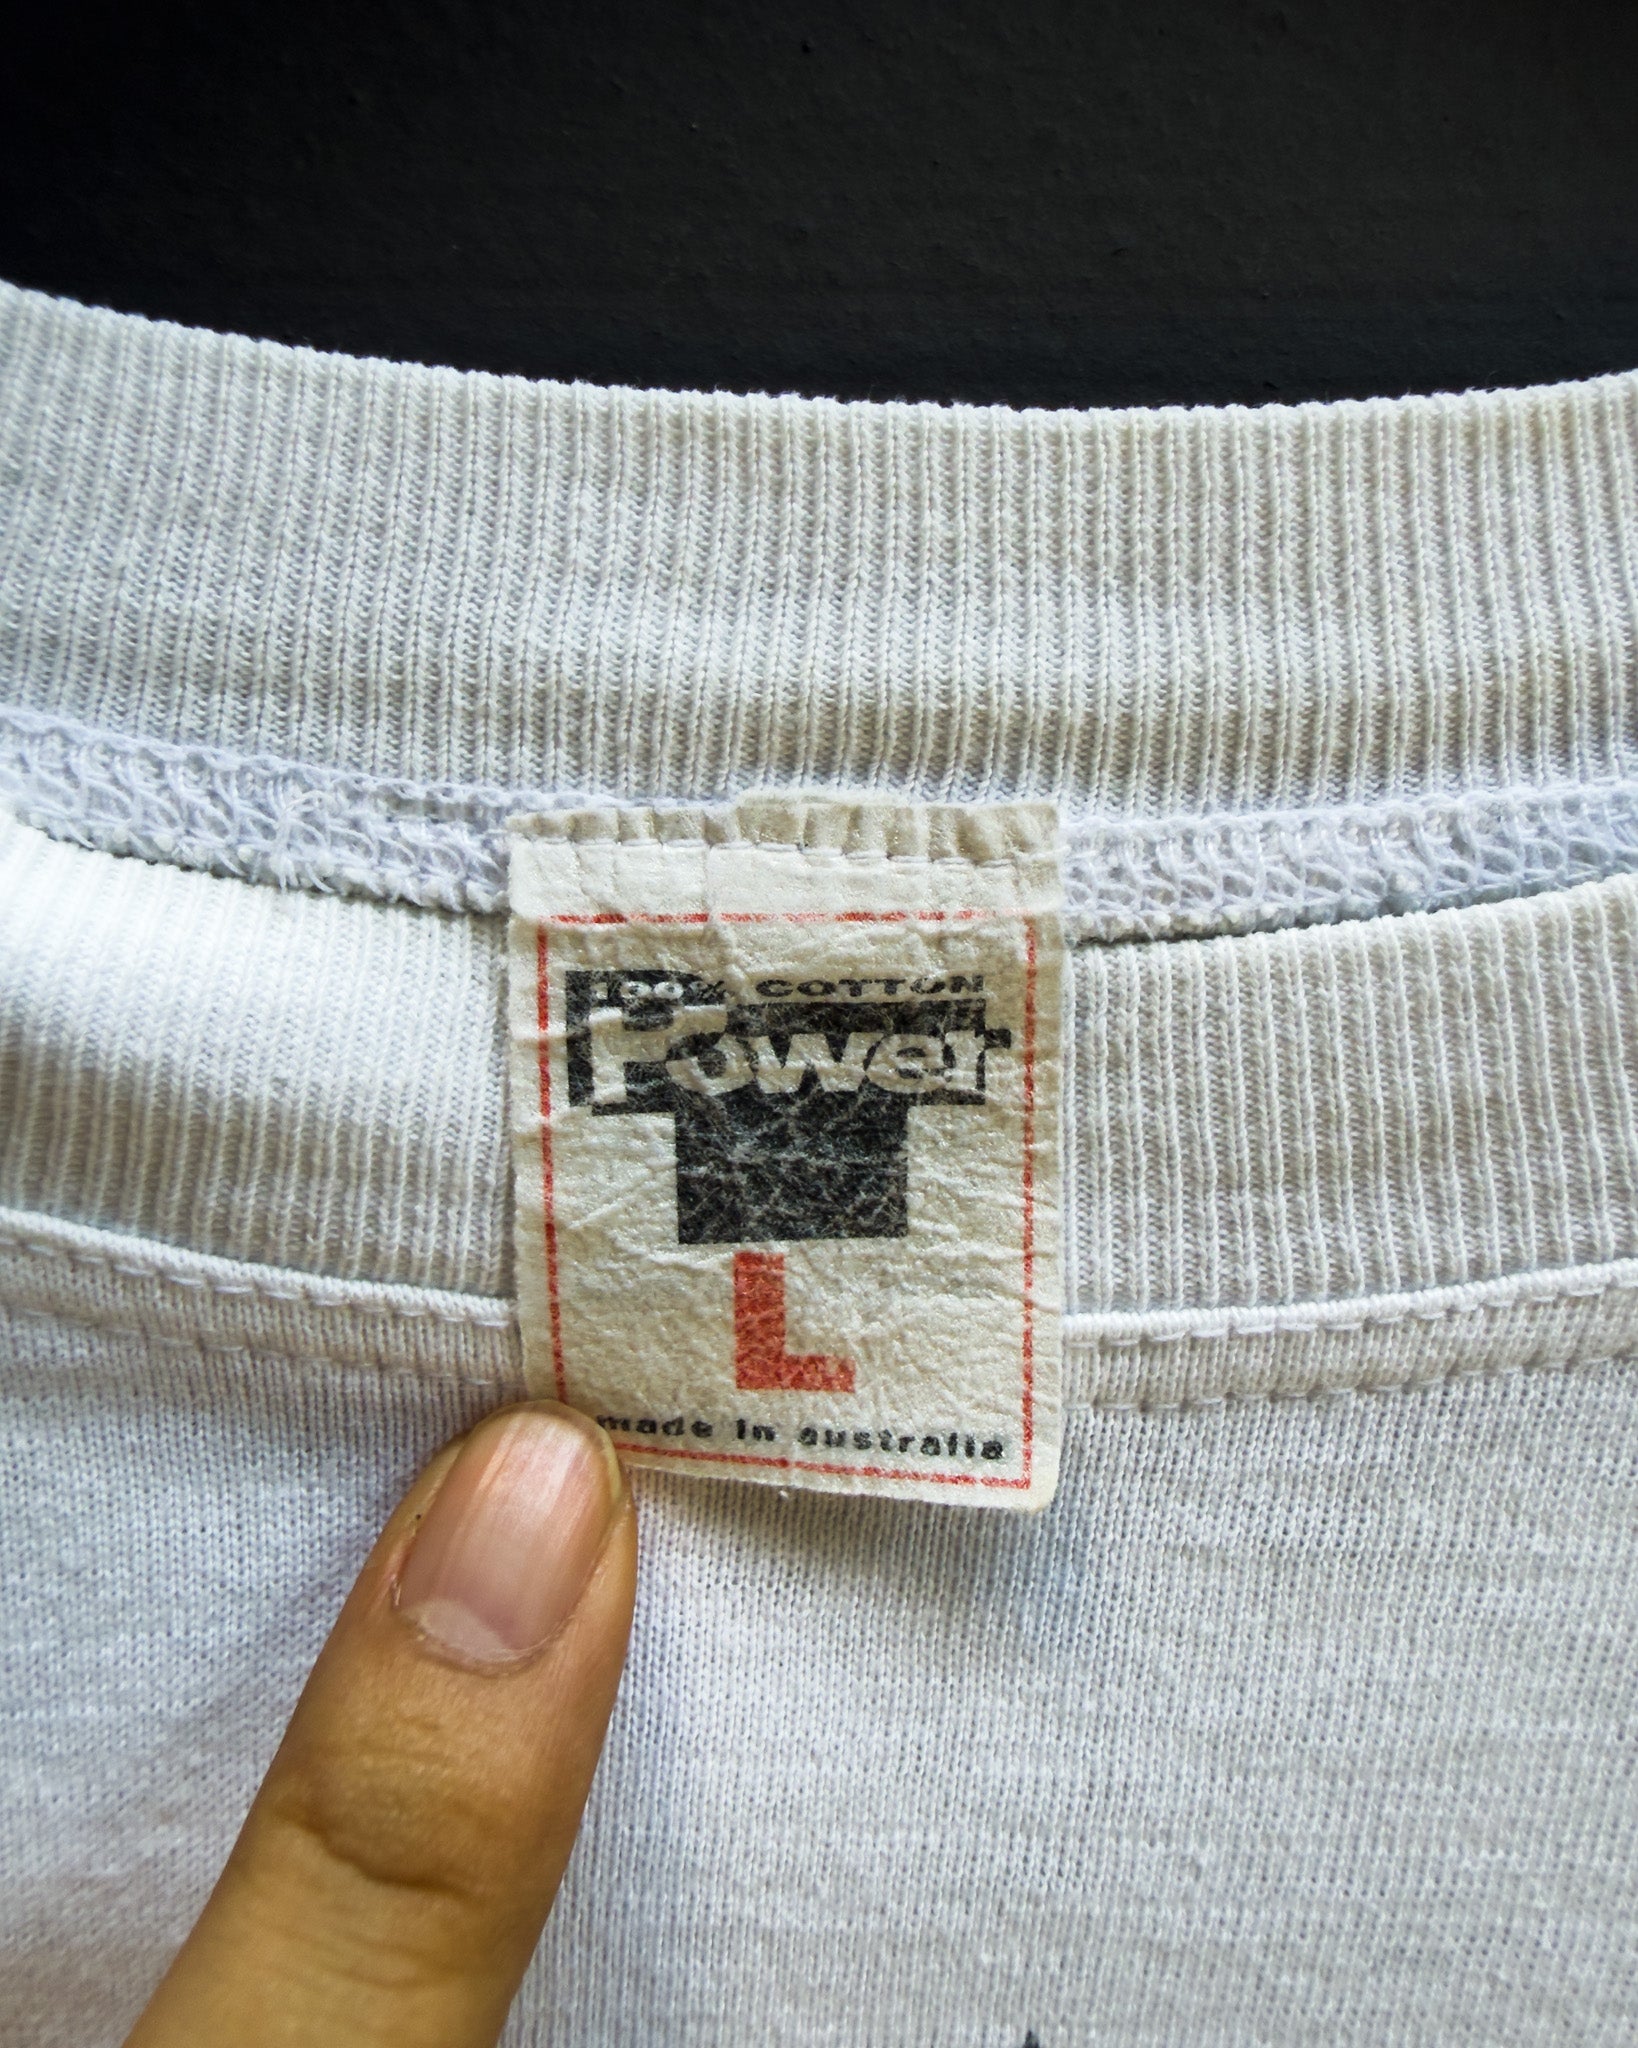 100% COTTON
Power
T
L
made in australia